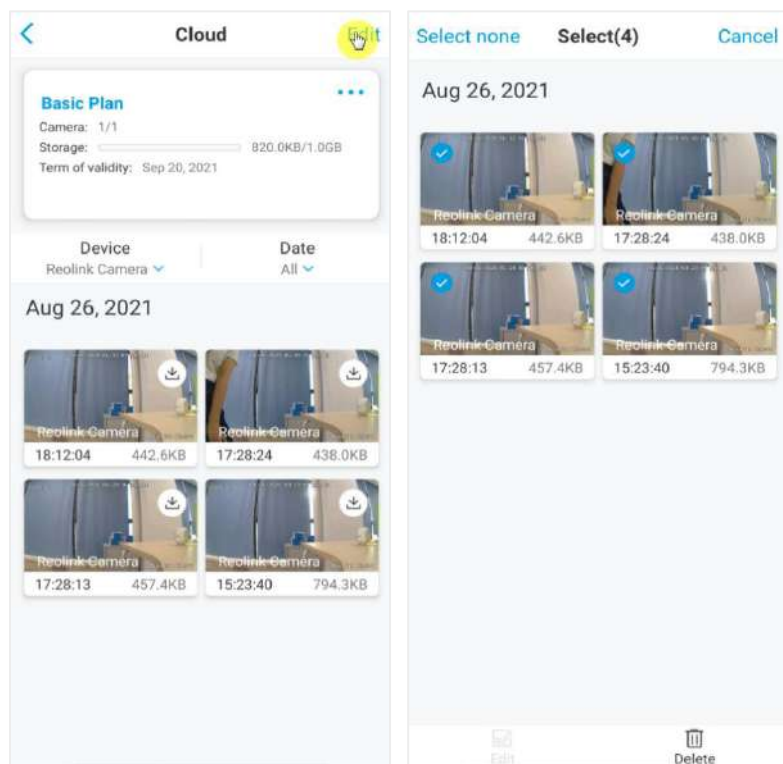 Cloud
Edit
Basic Plan
Camera: 1/1
Storage: 820.0KB/1.0GB
Term of validity: Sep 20, 2021
Device
Reolink Camera
Date
All
Aug 26, 2021
Reolink Camera
18:12:04 442.6KB
Reolink Camera
17:28:24 438.0KB
Reolink Camera
17:28:13 457.4KB
Reolink Camera
15:23:40 794.3KB
Select none Select(4) Cancel
Aug 26, 2021
Reolink Camera
18:12:04 442.6KB
Reolink Camera
17:28:24 438.0KB
Reolink Camera
17:28:13 457.4KB
Reolink Camera
15:23:40 794.3KB
Edit
Delete